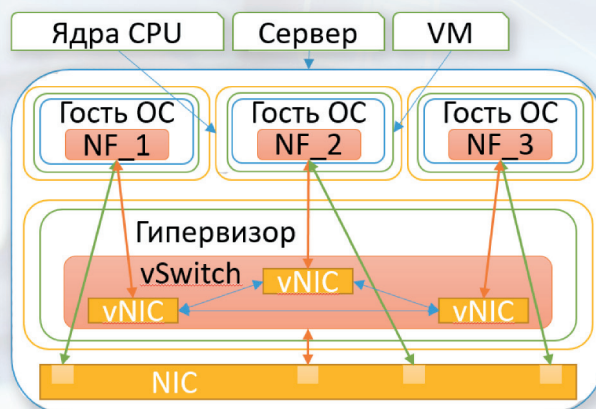 Ядра CPU
Сервер
VM
Гость ОС
NF_1
Гость ОС
NF_2
Гость ОС
NF_3
Гипервизор
vSwitch
vNIC
vNIC
vNIC
NIC